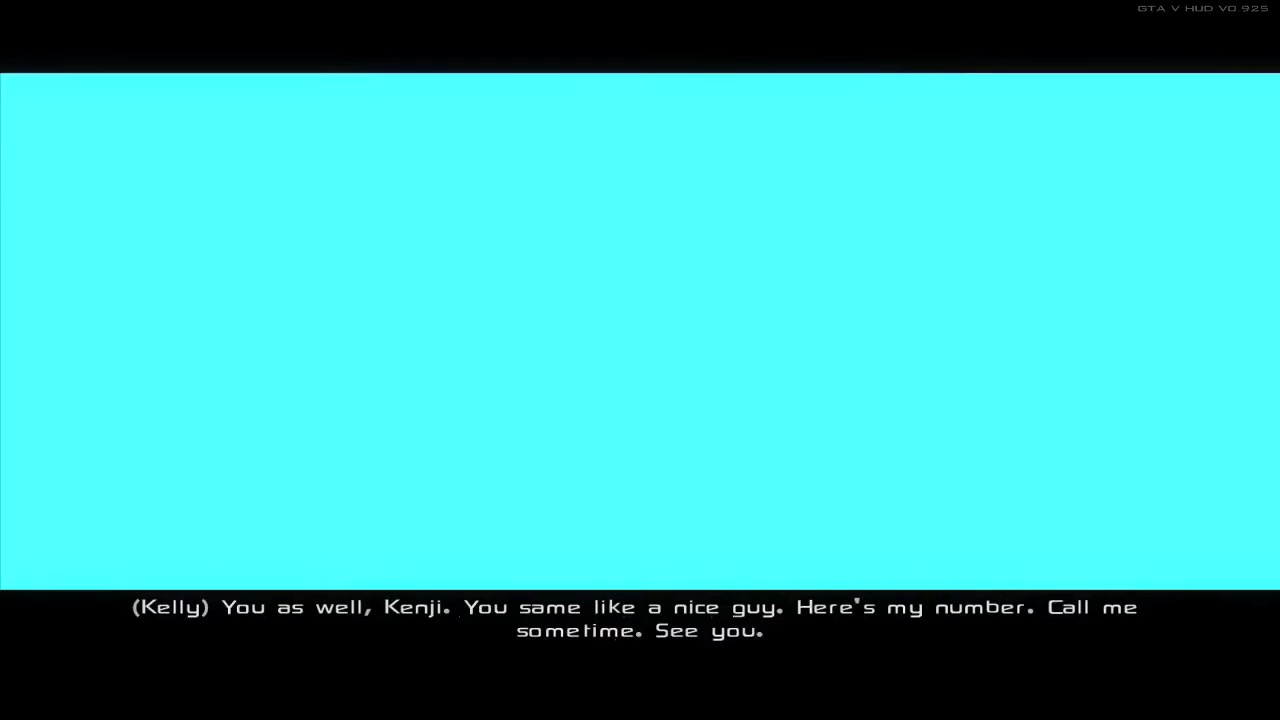 GTA V HUD V0.925
(Kelly) You as well, Kenji. You same like a nice guy. Here's my number. Call me
sometime. See you.